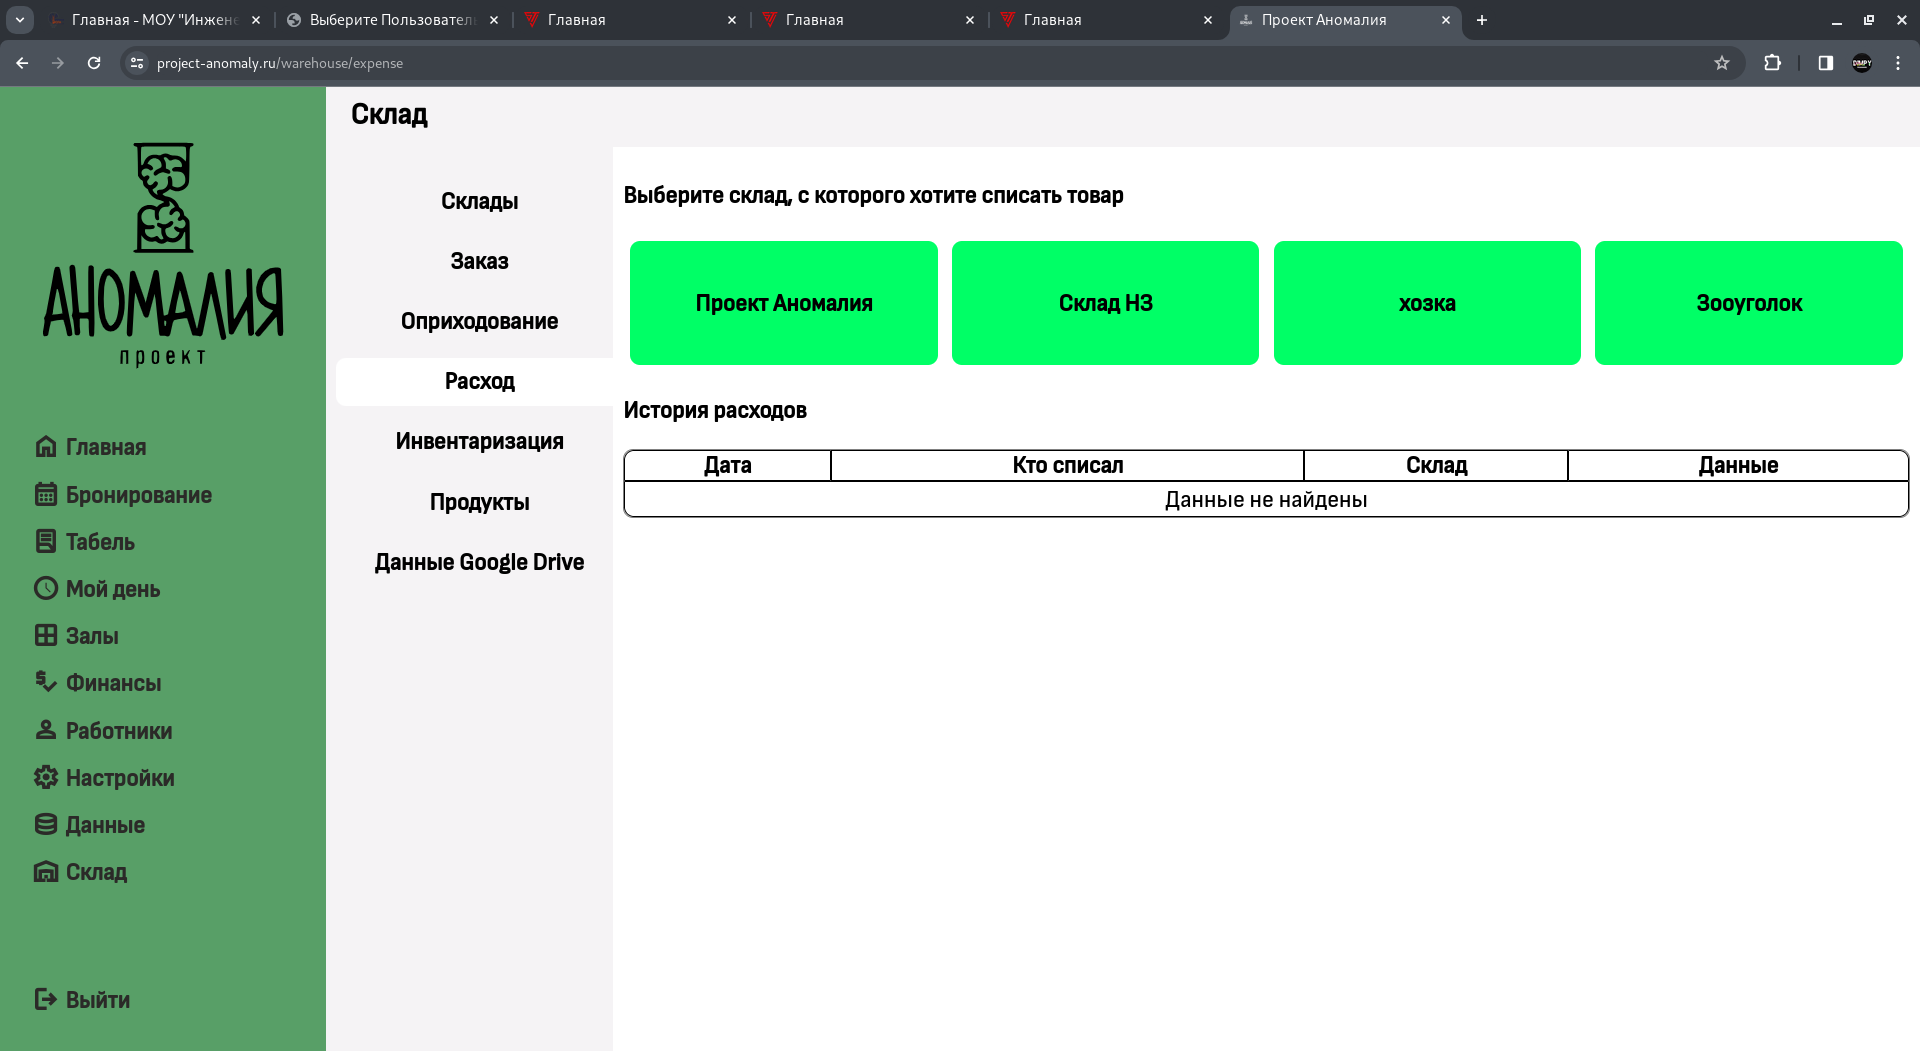 Главная - МОУ "Инжене
Выберите Пользовател
Главная
Главная
Главная
Проект Аномалия
project-anomaly.ru/warehouse/expense
АНОМАЛИЯ
проект
Главная
Бронирование
Табель
Мой день
Залы
Финансы
Работники
Настройки
Данные
Склад
Выйти
Склад
Склады
Заказ
Оприходование
Расход
Инвентаризация
Продукты
Данные Google Drive
Выберите склад, с которого хотите списать товар
Проект Аномалия
Склад НЗ
хозка
Зооуголок
История расходов
Дата
Кто списал
Склад
Данные
Данные не найдены